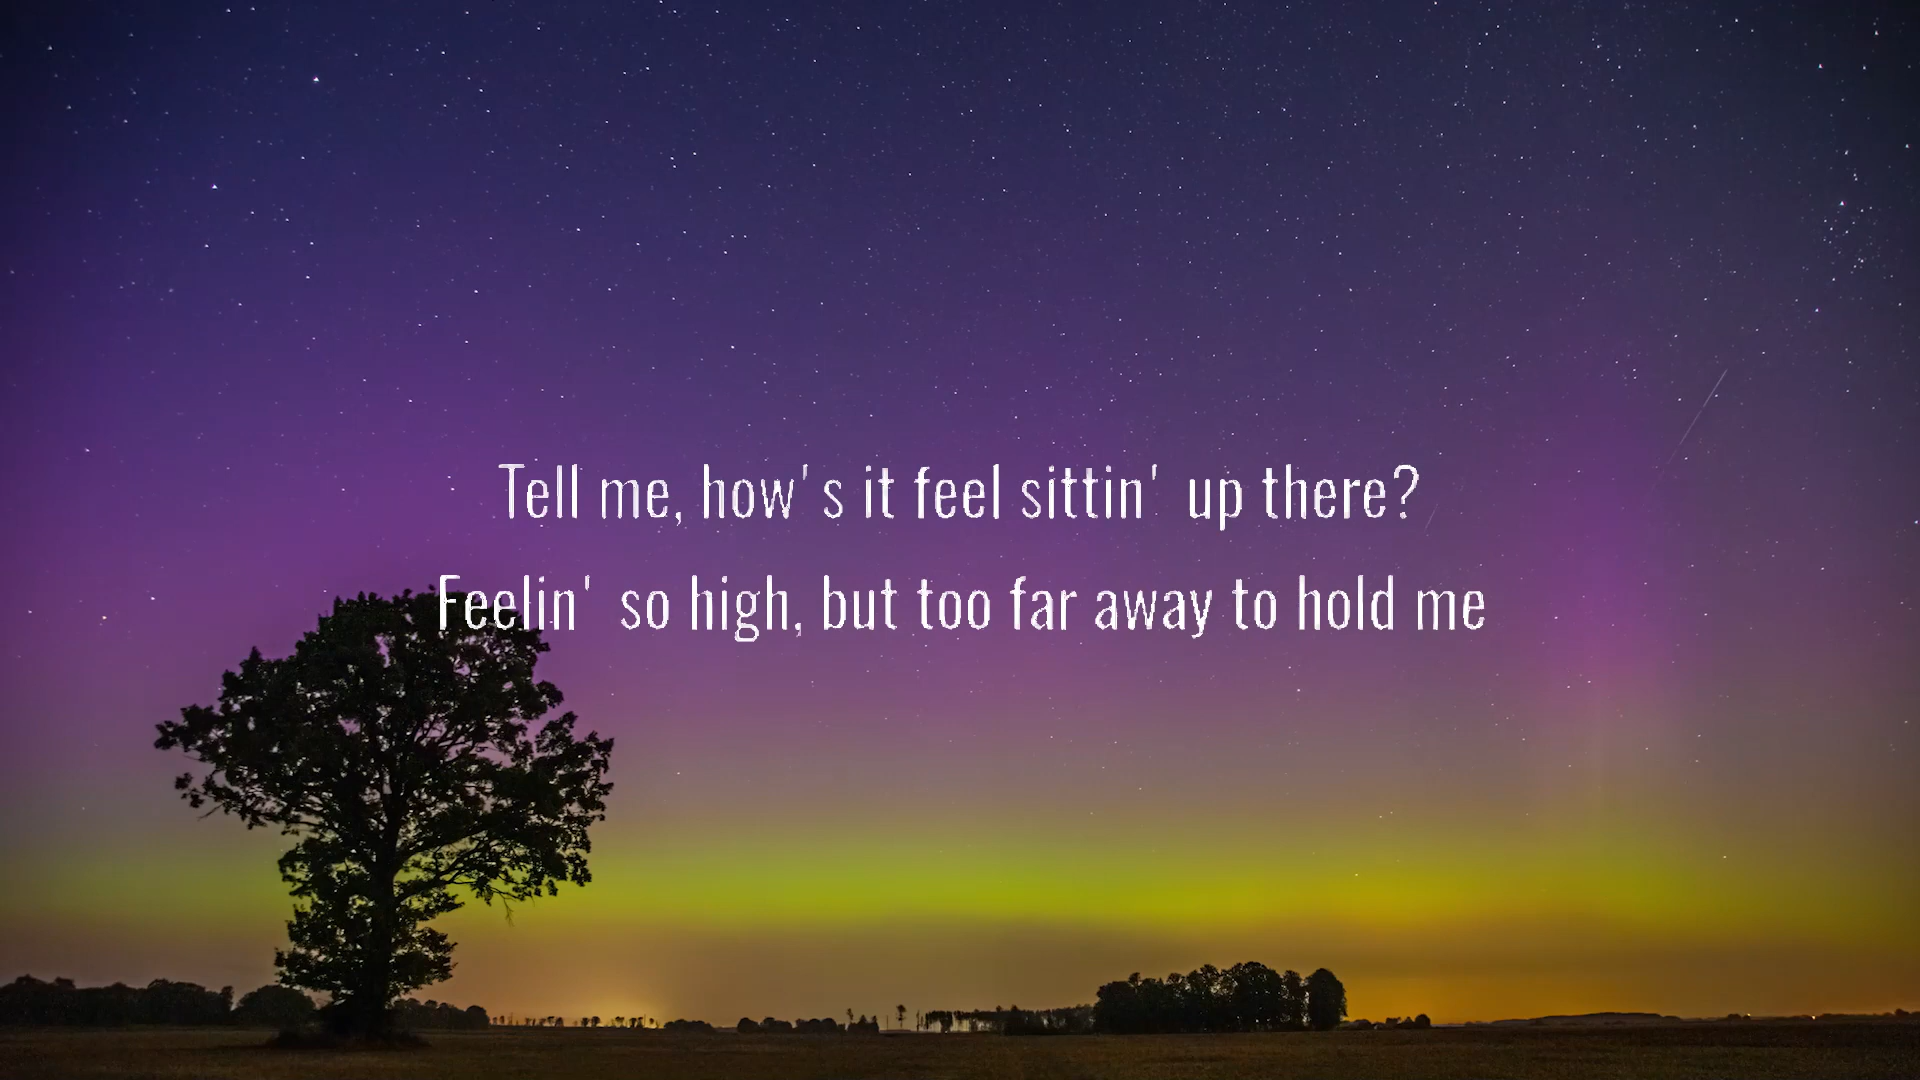 Tell me, how's it feel sittin' up there?
Feelin' so high, but too far away to hold me